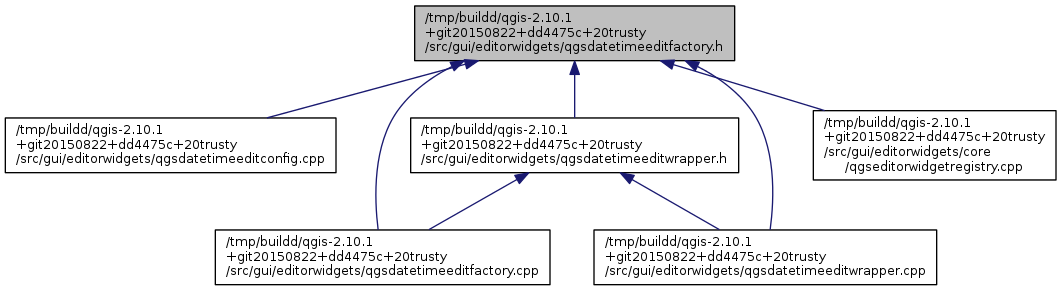 /tmp/buildd/qgis-2.10.1
+git20150822+dd4475c+20trusty
/src/gui/editorwidgets/qgsdatetimeeditfactory.h
/tmp/buildd/qgis-2.10.1
+git20150822+dd4475c+20trusty
/src/gui/editorwidgets/qgsdatetimeeditconfig.cpp
/tmp/buildd/qgis-2.10.1
+git20150822+dd4475c+20trusty
/src/gui/editorwidgets/qgsdatetimeeditwrapper.h
/tmp/buildd/qgis-2.10.1
+git20150822+dd4475c+20trusty
/src/gui/editorwidgets/core
/qgseditorwidgetregistry.cpp
/tmp/buildd/qgis-2.10.1
+git20150822+dd4475c+20trusty
/src/gui/editorwidgets/qgsdatetimeeditfactory.cpp
/tmp/buildd/qgis-2.10.1
+git20150822+dd4475c+20trusty
/src/gui/editorwidgets/qgsdatetimeeditwrapper.cpp